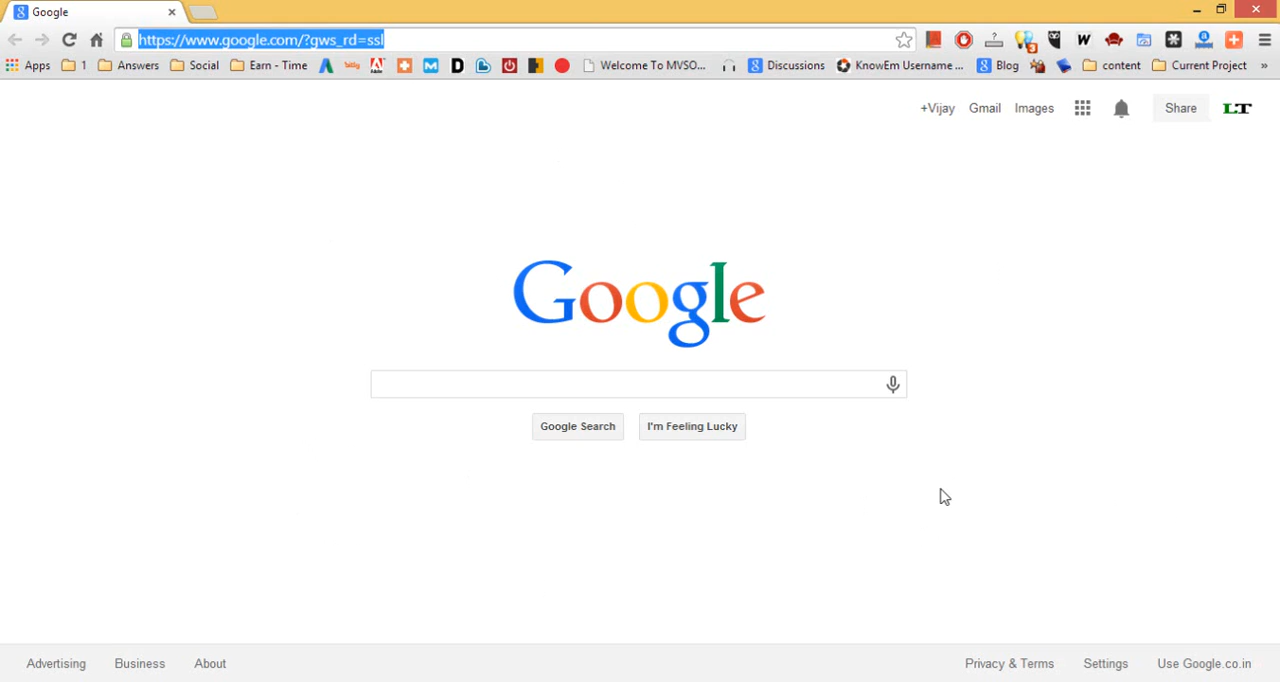 Google
https://www.google.com/?gws_rd=ssl
Apps 1 Answers Social Earn - Time Welcome To MVSO... Discussions KnowEm Username ... Blog content Current Project »
+Vijay Gmail Images Share LT
Google
Google Search I'm Feeling Lucky
Advertising Business About Privacy & Terms Settings Use Google.co.in